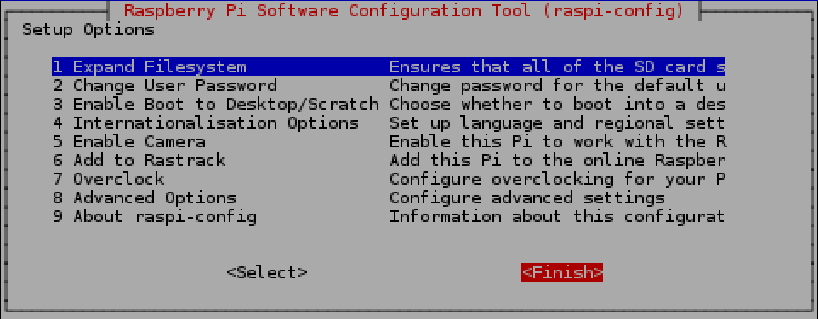 Raspberry Pi Software Configuration Tool (raspi-config)
Setup Options
1 Expand Filesystem Ensures that all of the SD card s
2 Change User Password Change password for the default u
3 Enable Boot to Desktop/Scratch Choose whether to boot into a des
4 Internationalisation Options Set up language and regional sett
5 Enable Camera Enable this Pi to work with the R
6 Add to Rastrack Add this Pi to the online Raspber
7 Overclock Configure overclocking for your P
8 Advanced Options Configure advanced settings
9 About raspi-config Information about this configurat
<Select> <Finish>